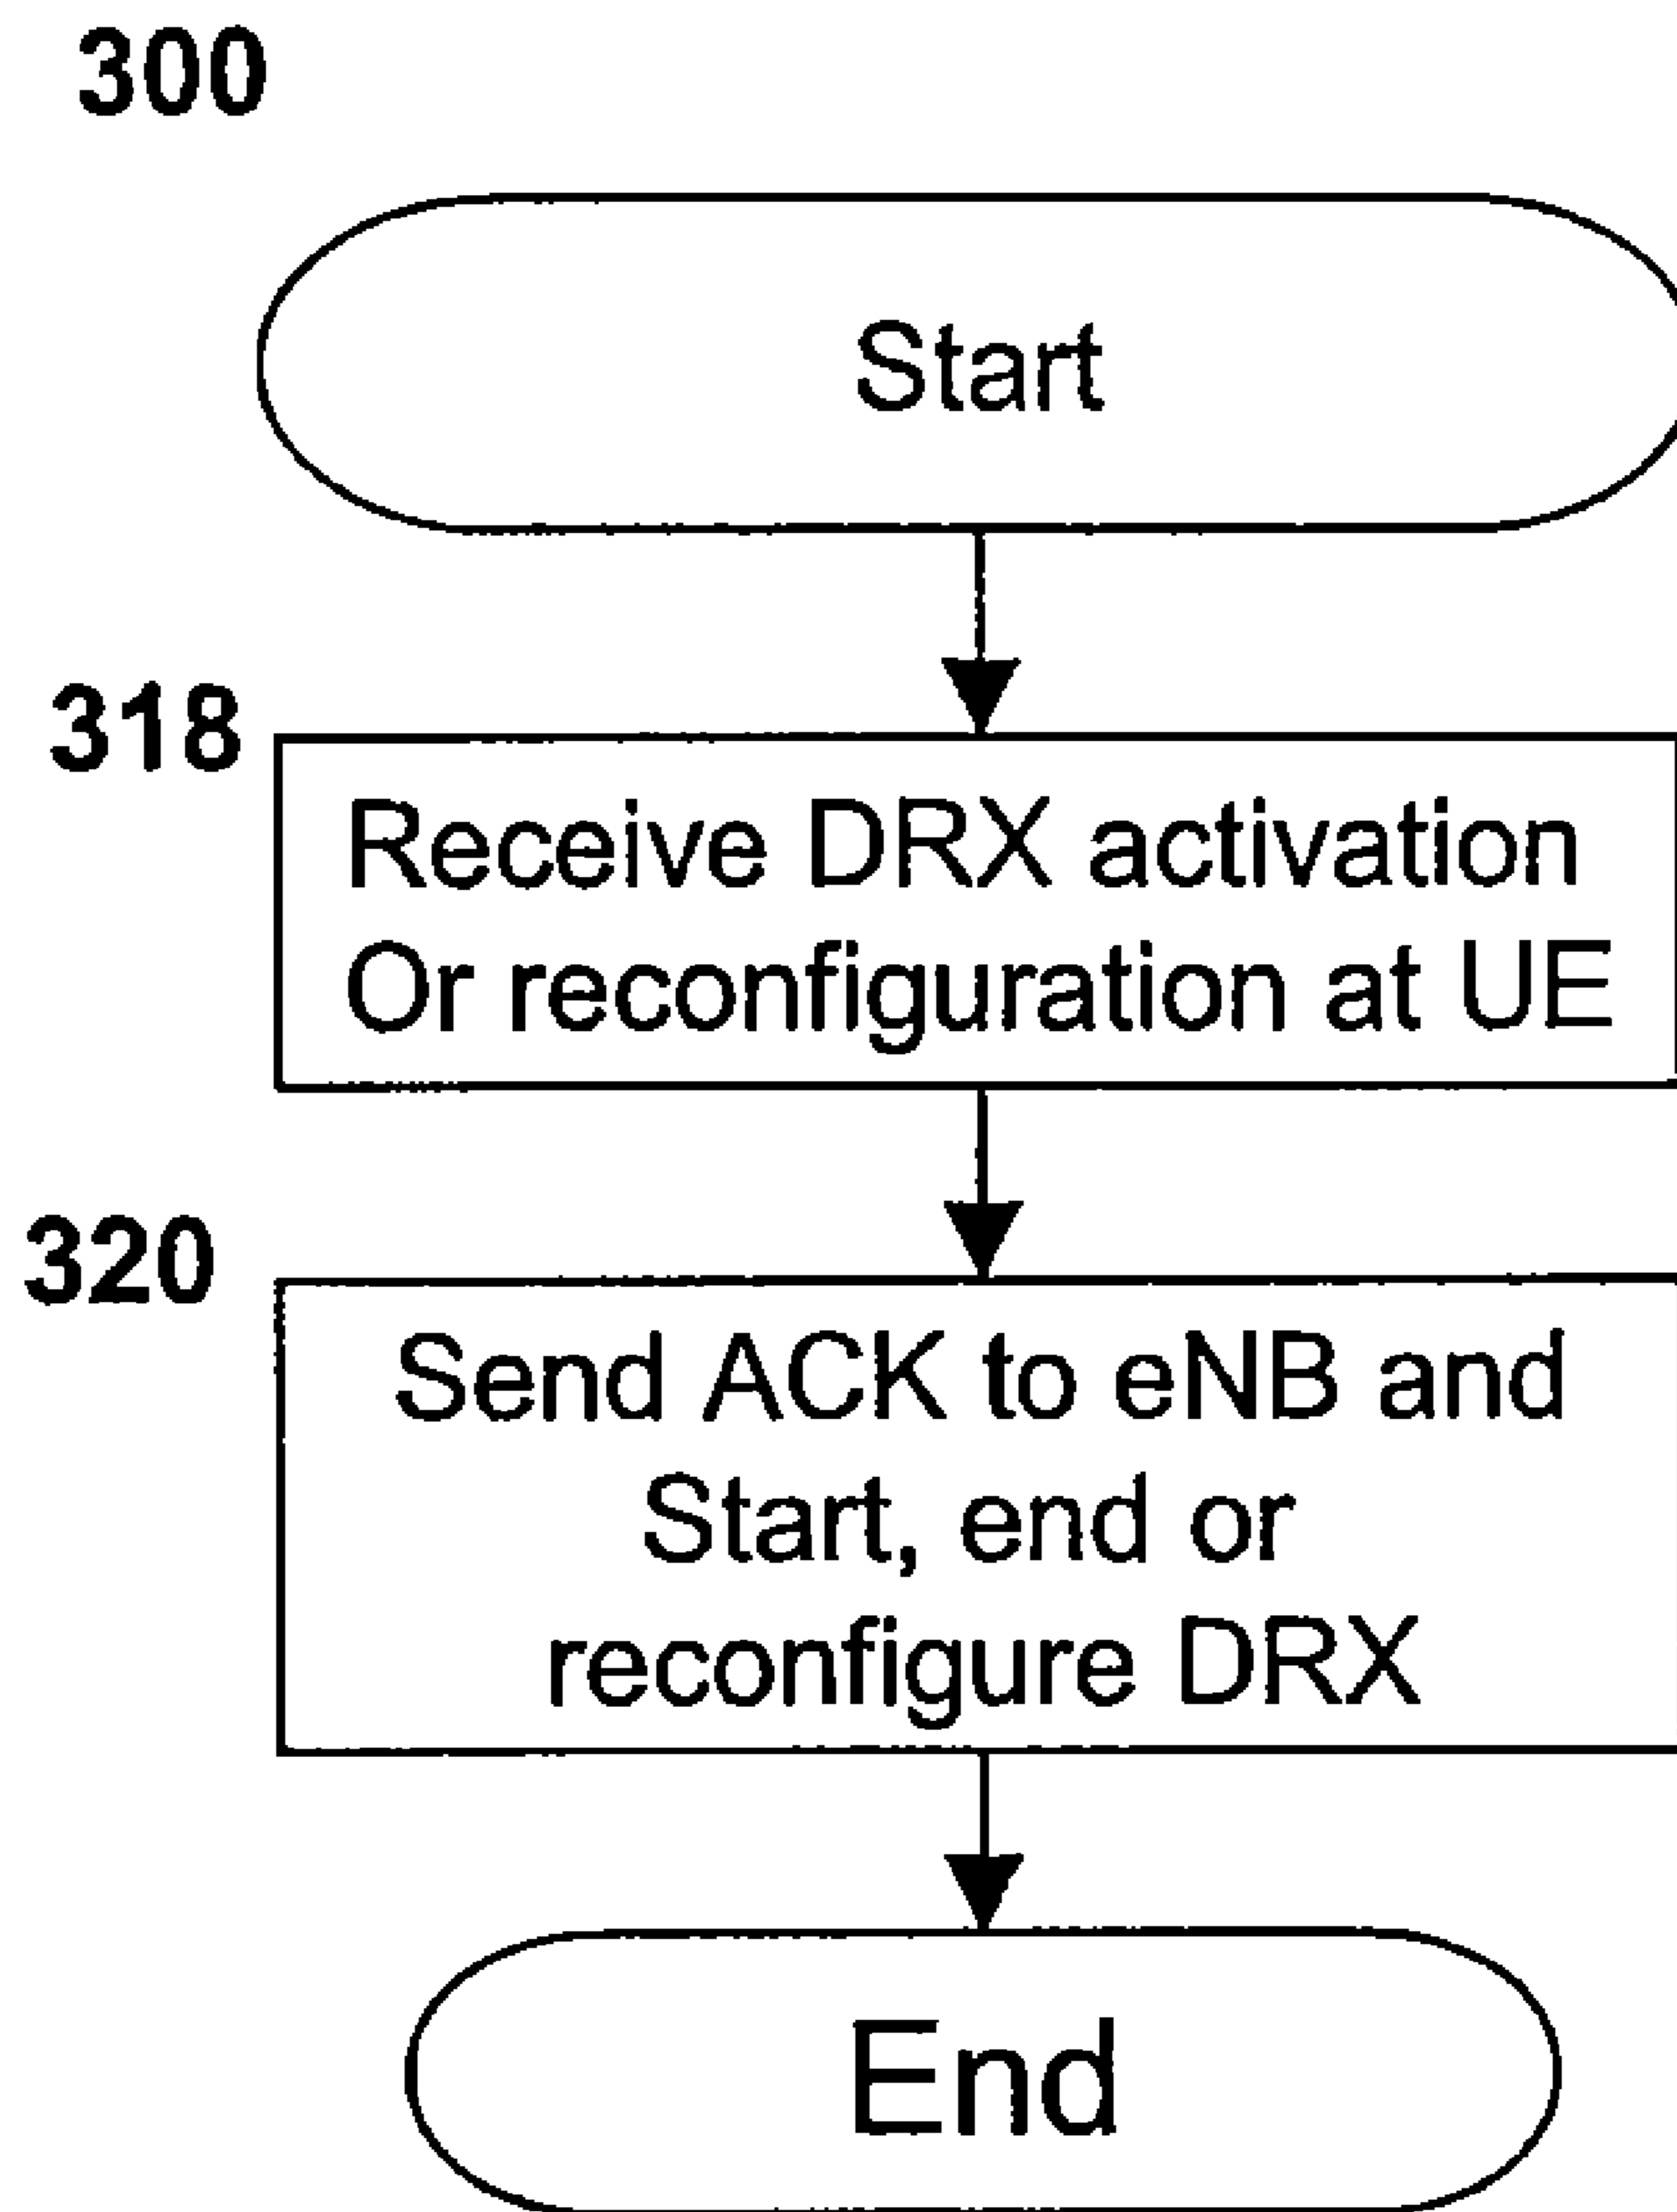 300
Start
318
Receive DRX activation
Or reconfiguration at UE
320
Send ACK to eNB and
Start, end or
reconfigure DRX
End